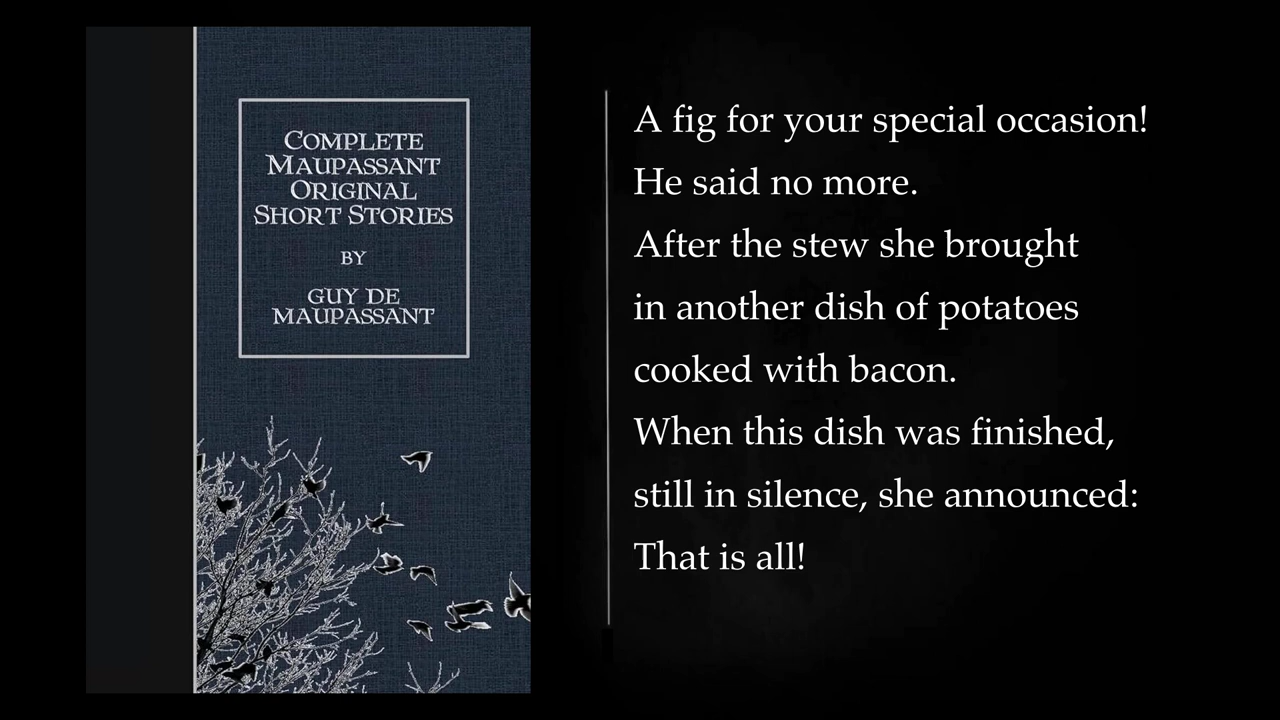 COMPLETE
MAUPASSANT
ORIGINAL
SHORT STORIES
BY
GUY DE
MAUPASSANT
A fig for your special occasion!
He said no more.
After the stew she brought
in another dish of potatoes
cooked with bacon.
When this dish was finished,
still in silence, she announced:
That is all!